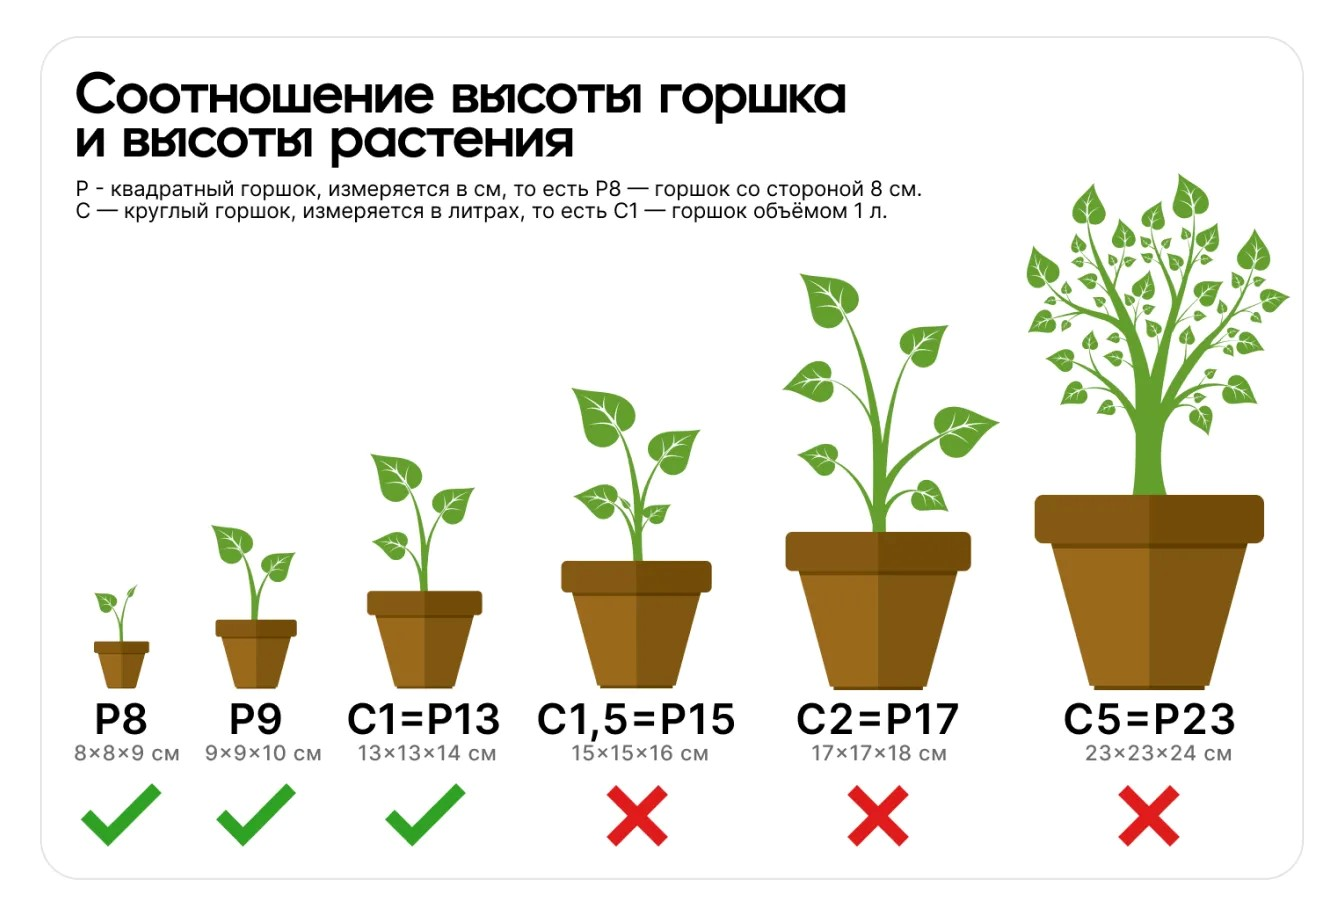 Соотношение высоты горшка
и высоты растения
P - квадратный горшок, измеряется в см, то есть P8 — горшок со стороной 8 см.
C — круглый горшок, измеряется в литрах, то есть C1 — горшок объёмом 1 л.
P8 P9 C1=P13 C1,5=P15 C2=P17 C5=P23
8×8×9 см 9×9×10 см 13×13×14 см 15×15×16 см 17×17×18 см 23×23×24 см